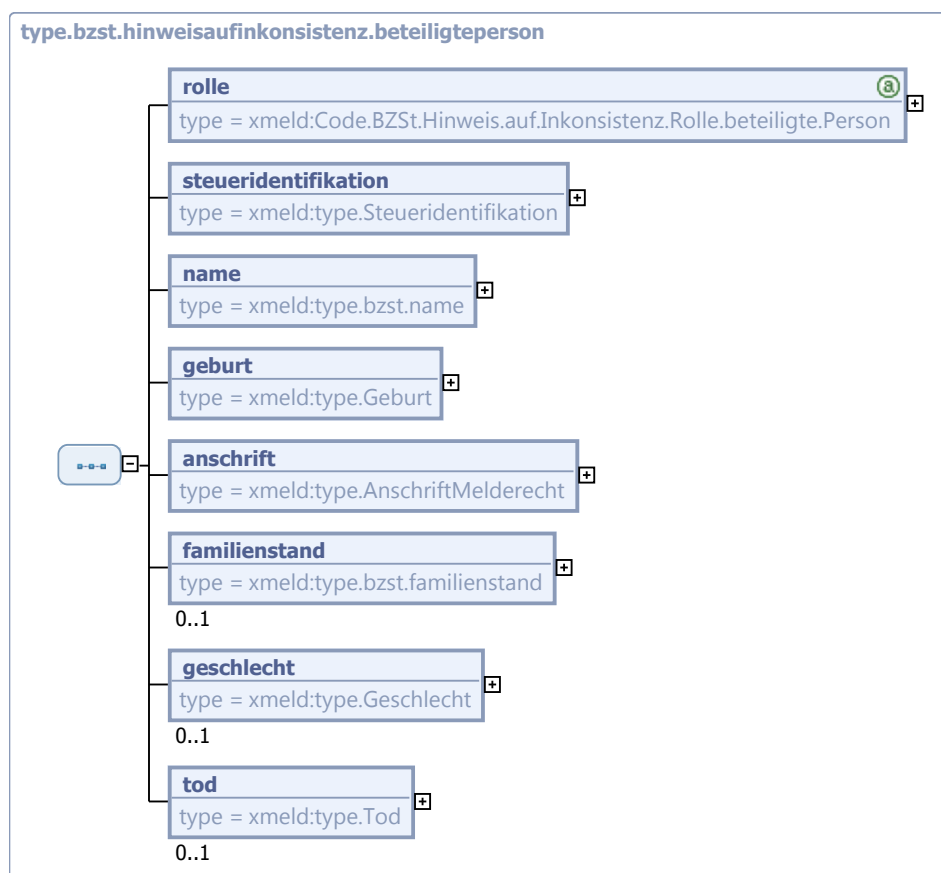 type.bzst.hinweisaufinkonsistenz.beteiligteperson
rolle
a
type = xmeld:Code.BZSt.Hinweis.auf.Inkonsistenz.Rolle.beteiligte.Person
steueridentifikation
type = xmeld:type.Steueridentifikation
name
type = xmeld:type.bzst.name
geburt
type = xmeld:type.Geburt
anschrift
type = xmeld:type.AnschriftMelderecht
familienstand
type = xmeld:type.bzst.familienstand
0..1
geschlecht
type = xmeld:type.Geschlecht
0..1
tod
type = xmeld:type.Tod
0..1